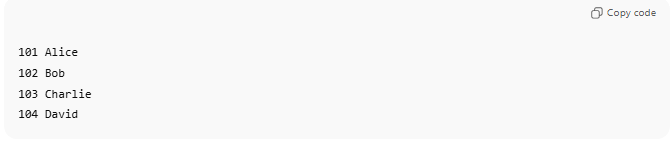 Copy code
101 Alice
102 Bob
103 Charlie
104 David